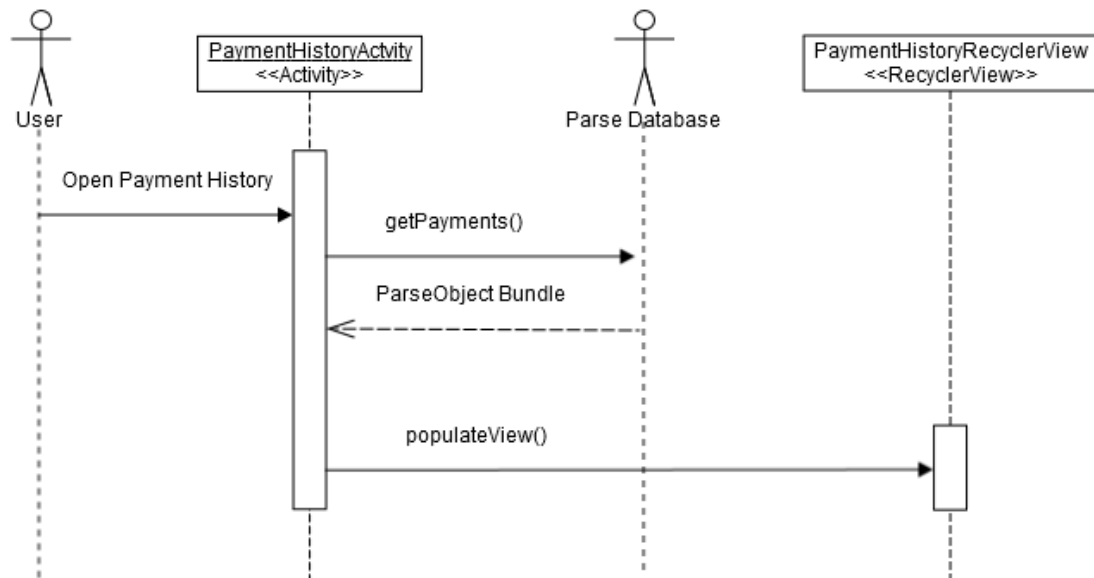 PaymentHistoryActvity
<<Activity>>
PaymentHistoryRecyclerView
<<RecyclerView>>
User
Parse Database
Open Payment History
getPayments()
ParseObject Bundle
populateView()